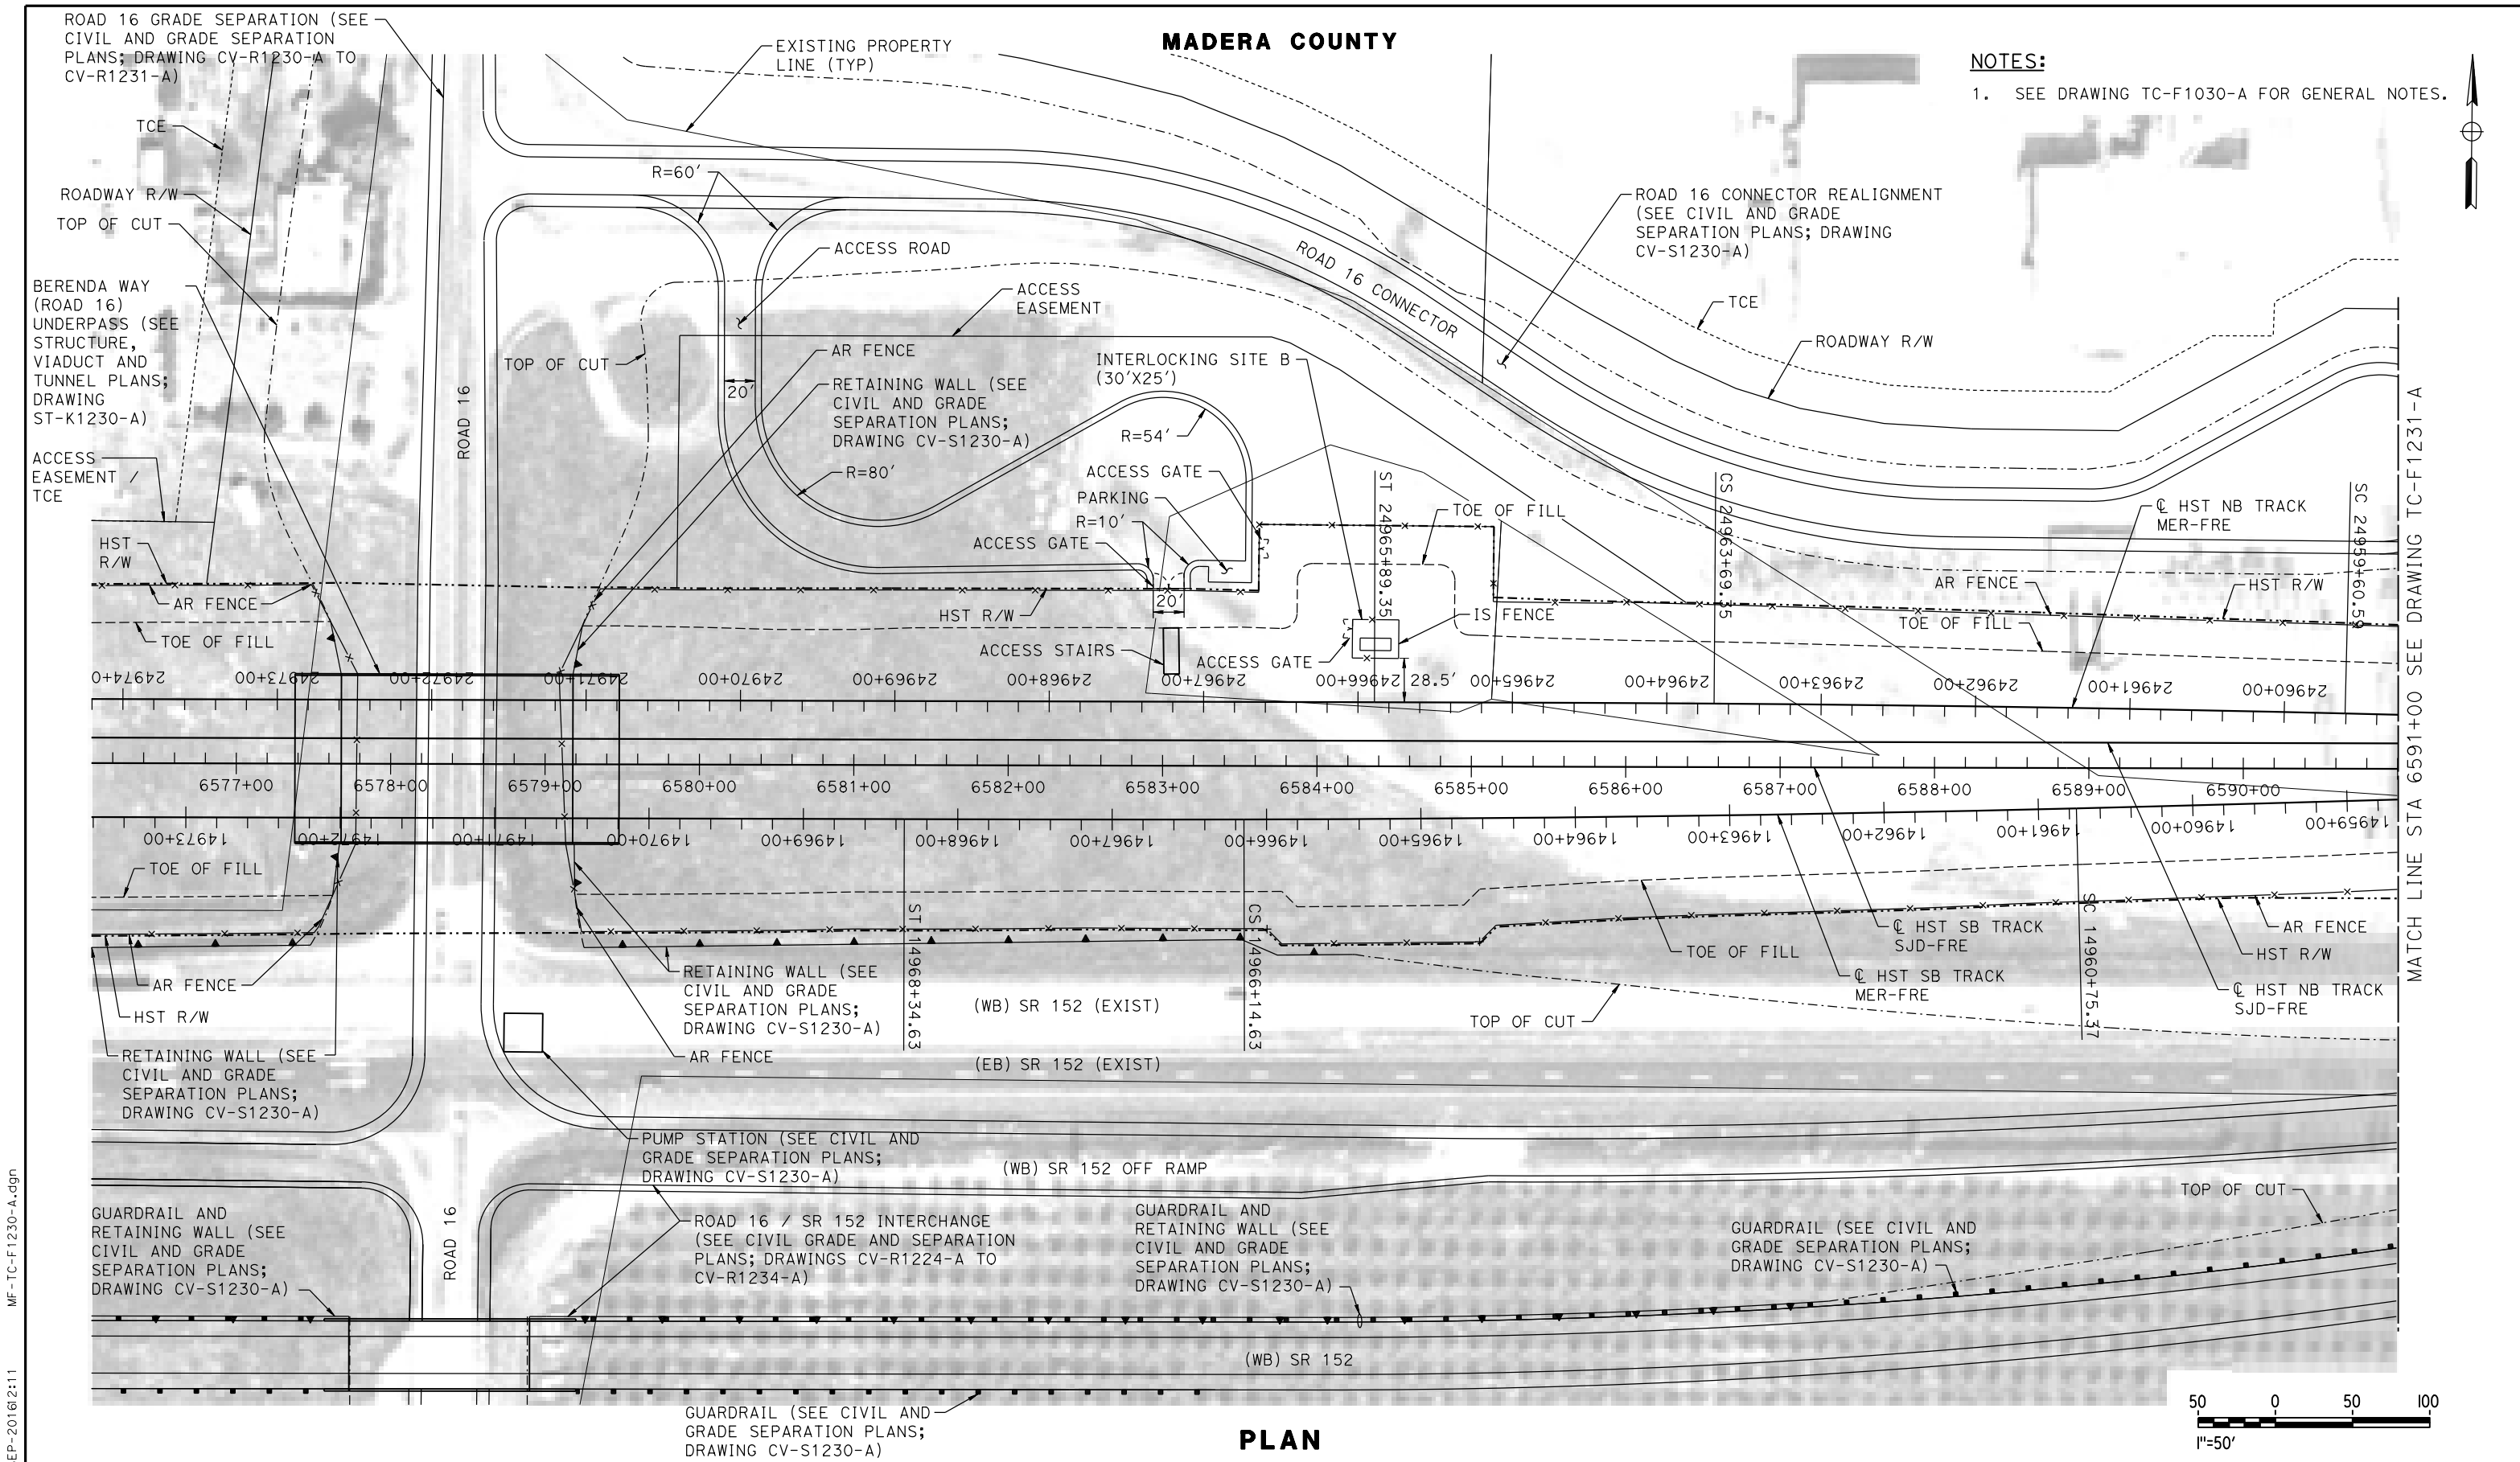 MADERA COUNTY
ROAD 16 GRADE SEPARATION (SEE
CIVIL AND GRADE SEPARATION
PLANS; DRAWING CV-R1230-A TO
CV-R1231-A)
EXISTING PROPERTY
LINE (TYP)
NOTES:
1. SEE DRAWING TC-F1030-A FOR GENERAL NOTES.
TCE
ROADWAY R/W
TOP OF CUT
R=60'
ROAD 16 CONNECTOR REALIGNMENT
(SEE CIVIL AND GRADE
SEPARATION PLANS; DRAWING
CV-S1230-A)
ACCESS ROAD
ROAD 16 CONNECTOR
BERENDA WAY
(ROAD 16)
UNDERPASS (SEE
STRUCTURE,
VIADUCT AND
TUNNEL PLANS;
DRAWING
ST-K1230-A)
ACCESS
EASEMENT
TCE
ROADWAY R/W
TOP OF CUT
AR FENCE
INTERLOCKING SITE B
(30'X25')
20'
RETAINING WALL (SEE
CIVIL AND GRADE
SEPARATION PLANS;
DRAWING CV-S1230-A)
ROAD 16
R=54'
R=80'
ACCESS
EASEMENT /
TCE
ACCESS GATE
PARKING
R=10'
ACCESS GATE
ST 24965+89.35
TOE OF FILL
CS 24963+69.35
℄ HST NB TRACK
MER-FRE
SC 24959+60.59
HST
R/W
AR FENCE
TOE OF FILL
20'
HST R/W
ACCESS STAIRS
ACCESS GATE
IS FENCE
28.5'
AR FENCE
HST R/W
TOE OF FILL
MATCH LINE STA 6591+00 SEE DRAWING TC-F1231-A
24974+00
24973+00
24972+00
24971+00
24970+00
24969+00
24968+00
24967+00
24966+00
24965+00
24964+00
24963+00
24962+00
24961+00
24960+00
6577+00
6578+00
6579+00
6580+00
6581+00
6582+00
6583+00
6584+00
6585+00
6586+00
6587+00
6588+00
6589+00
6590+00
14973+00
14972+00
14971+00
14970+00
14969+00
14968+00
14967+00
14966+00
14965+00
14964+00
14963+00
14962+00
14961+00
14960+00
14959+00
TOE OF FILL
ST 14968+34.63
CS 14966+14.63
SC 14960+75.37
TOE OF FILL
℄ HST SB TRACK
SJD-FRE
AR FENCE
HST R/W
AR FENCE
HST R/W
RETAINING WALL (SEE
CIVIL AND GRADE
SEPARATION PLANS;
DRAWING CV-S1230-A)
AR FENCE
(WB) SR 152 (EXIST)
℄ HST SB TRACK
MER-FRE
℄ HST NB TRACK
SJD-FRE
TOP OF CUT
RETAINING WALL (SEE
CIVIL AND GRADE
SEPARATION PLANS;
DRAWING CV-S1230-A)
(EB) SR 152 (EXIST)
PUMP STATION (SEE CIVIL AND
GRADE SEPARATION PLANS;
DRAWING CV-S1230-A)
(WB) SR 152 OFF RAMP
TOP OF CUT
GUARDRAIL AND
RETAINING WALL (SEE
CIVIL AND GRADE
SEPARATION PLANS;
DRAWING CV-S1230-A)
ROAD 16
ROAD 16 / SR 152 INTERCHANGE
(SEE CIVIL GRADE AND SEPARATION
PLANS; DRAWINGS CV-R1224-A TO
CV-R1234-A)
GUARDRAIL AND
RETAINING WALL (SEE
CIVIL AND GRADE
SEPARATION PLANS;
DRAWING CV-S1230-A)
GUARDRAIL (SEE CIVIL AND
GRADE SEPARATION PLANS;
DRAWING CV-S1230-A)
(WB) SR 152
GUARDRAIL (SEE CIVIL AND
GRADE SEPARATION PLANS;
DRAWING CV-S1230-A)
PLAN
50 0 50 100
1"=50'
MF-TC-F1230-A.dgn